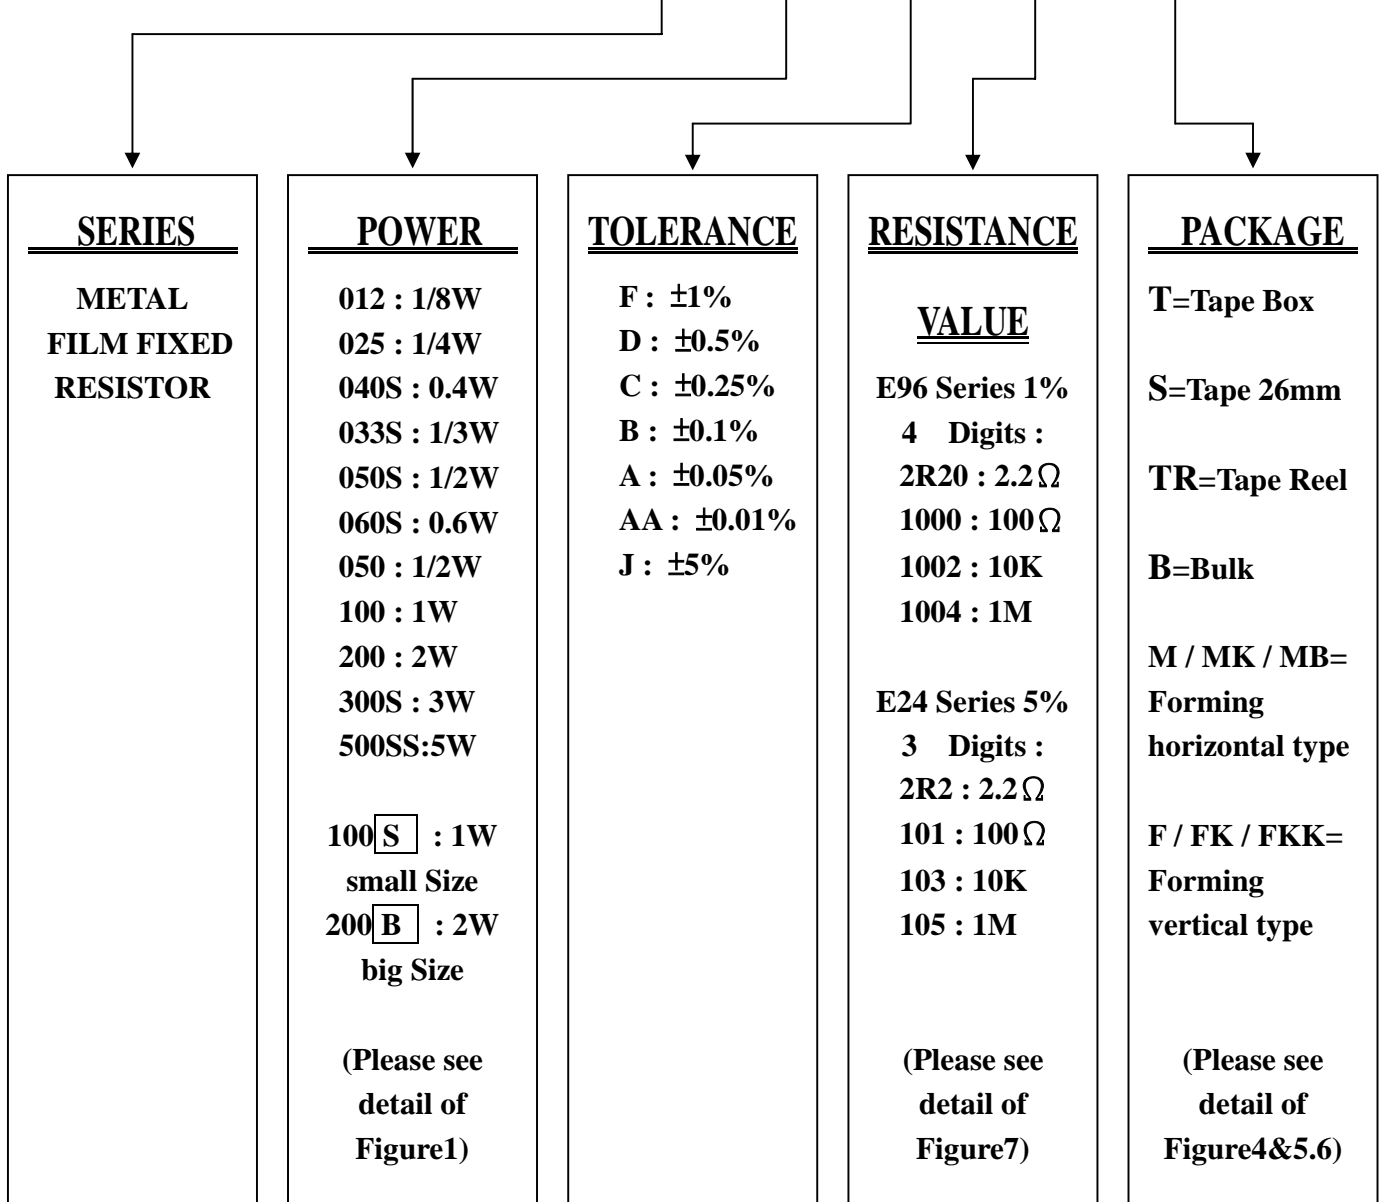 SERIES
METAL
FILM FIXED
RESISTOR
POWER
012 : 1/8W
025 : 1/4W
040S : 0.4W
033S : 1/3W
050S : 1/2W
060S : 0.6W
050 : 1/2W
100 : 1W
200 : 2W
300S : 3W
500SS:5W
100 S : 1W
small Size
200 B : 2W
big Size
(Please see
detail of
Figure1)
TOLERANCE
F : ±1%
D : ±0.5%
C : ±0.25%
B : ±0.1%
A : ±0.05%
AA : ±0.01%
J : ±5%
RESISTANCE
VALUE
E96 Series 1%
4 Digits :
2R20 : 2.2Ω
1000 : 100Ω
1002 : 10K
1004 : 1M
E24 Series 5%
3 Digits :
2R2 : 2.2Ω
101 : 100Ω
103 : 10K
105 : 1M
(Please see
detail of
Figure7)
PACKAGE
T=Tape Box
S=Tape 26mm
TR=Tape Reel
B=Bulk
M / MK / MB=
Forming
horizontal type
F / FK / FKK=
Forming
vertical type
(Please see
detail of
Figure4&5.6)